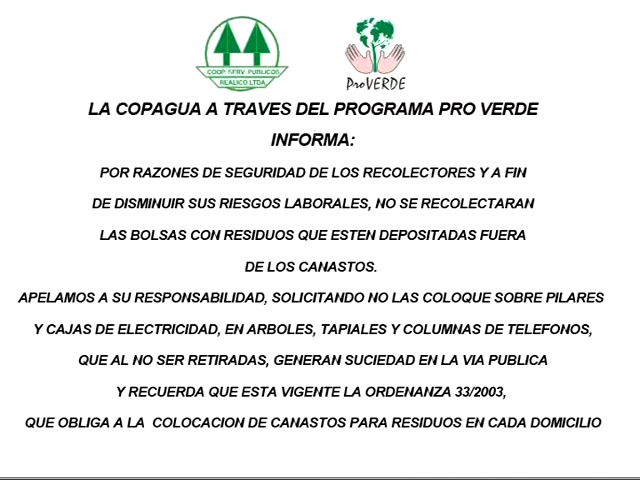 COOP. SERV. PUBLICOS
REALICO LTDA.
ProVERDE
LA COPAGUA A TRAVES DEL PROGRAMA PRO VERDE
INFORMA:
POR RAZONES DE SEGURIDAD DE LOS RECOLECTORES Y A FIN
DE DISMINUIR SUS RIESGOS LABORALES, NO SE RECOLECTARAN
LAS BOLSAS CON RESIDUOS QUE ESTEN DEPOSITADAS FUERA
DE LOS CANASTOS.
APELAMOS A SU RESPONSABILIDAD, SOLICITANDO NO LAS COLOQUE SOBRE PILARES
Y CAJAS DE ELECTRICIDAD, EN ARBOLES, TAPIALES Y COLUMNAS DE TELEFONOS,
QUE AL NO SER RETIRADAS, GENERAN SUCIEDAD EN LA VIA PUBLICA
Y RECUERDA QUE ESTA VIGENTE LA ORDENANZA 33/2003,
QUE OBLIGA A LA COLOCACION DE CANASTOS PARA RESIDUOS EN CADA DOMICILIO